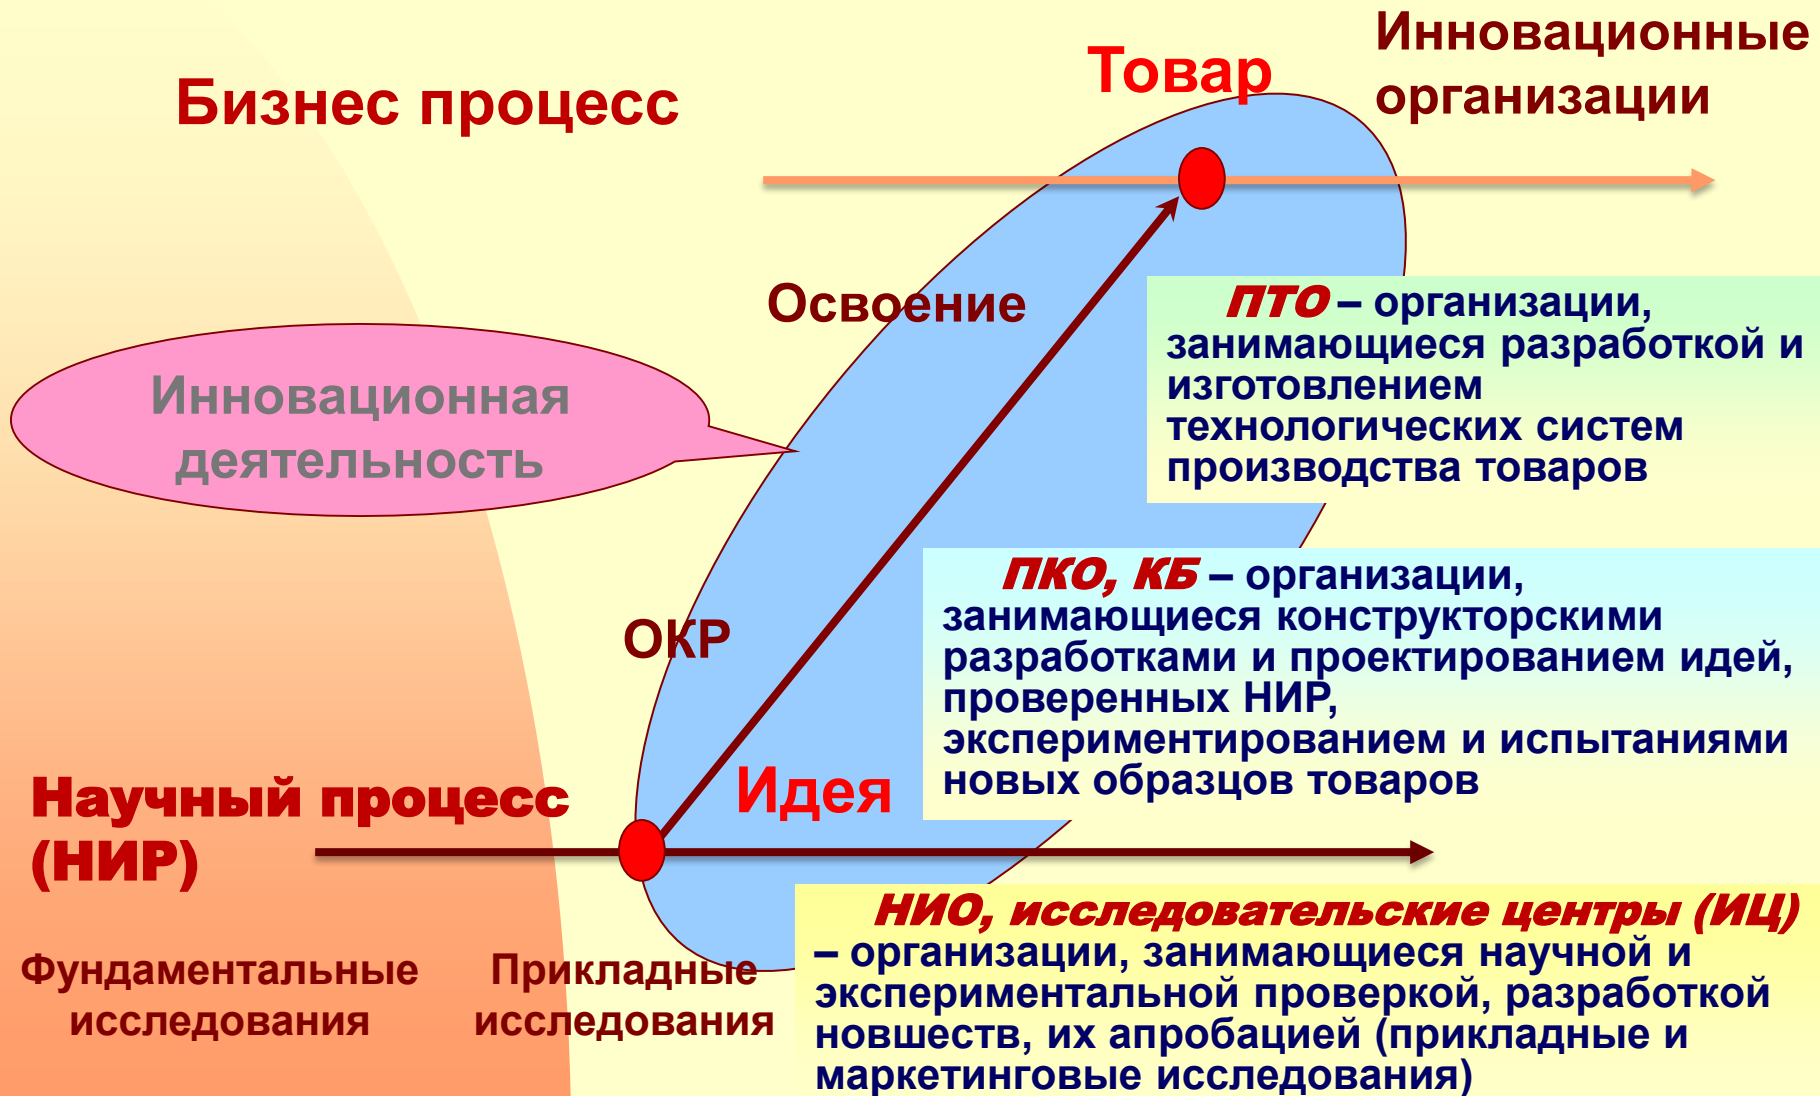 Инновационные
организации
Товар
Бизнес процесс
Освоение
ПТО – организации,
занимающиеся разработкой и
изготовлением
технологических систем
производства товаров
Инновационная
деятельность
ПКО, КБ – организации,
занимающиеся конструкторскими
разработками и проектированием идей,
проверенных НИР,
экспериментированием и испытаниями
новых образцов товаров
ОКР
Идея
Научный процесс
(НИР)
НИО, исследовательские центры (ИЦ)
– организации, занимающиеся научной и
экспериментальной проверкой, разработкой
новшеств, их апробацией (прикладные и
маркетинговые исследования)
Фундаментальные
исследования
Прикладные
исследования